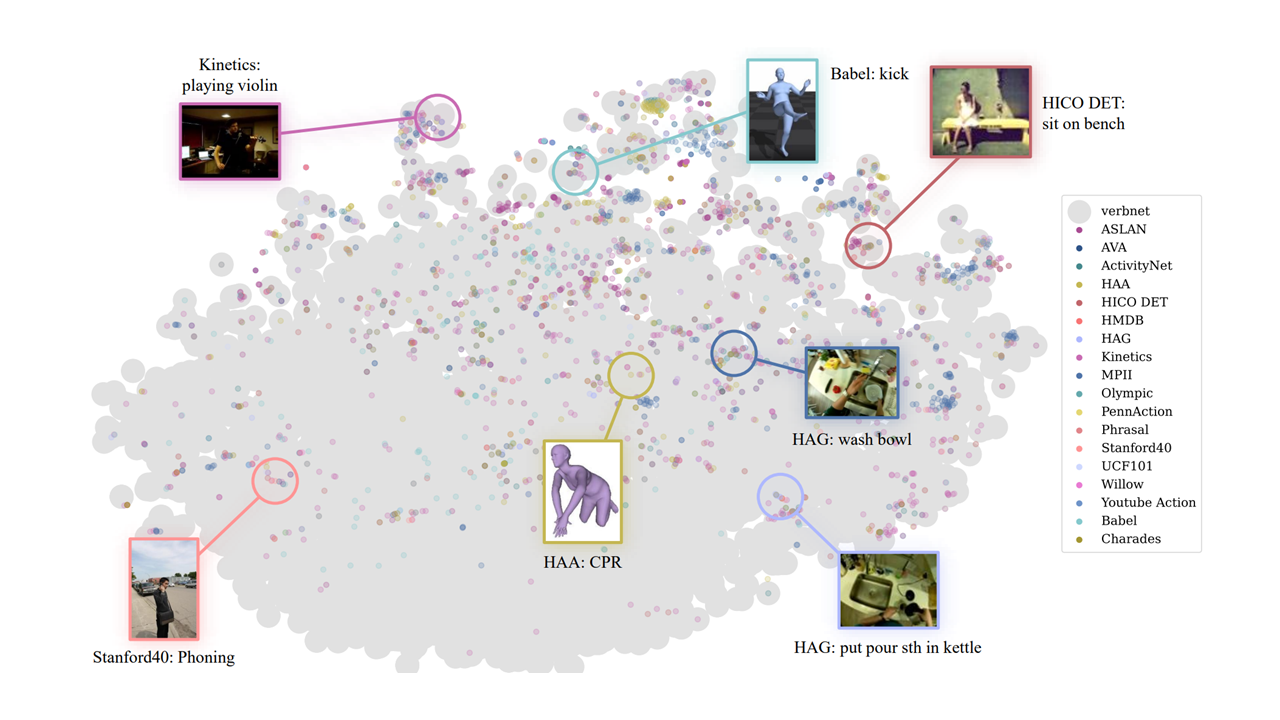 Kinetics:
playing violin
Babel: kick
HICO DET:
sit on bench
verbnet
ASLAN
AVA
ActivityNet
HAA
HICO DET
HMDB
HAG
Kinetics
MPII
Olympic
PennAction
Phrasal
Stanford40
UCF101
Willow
Youtube Action
Babel
Charades
HAG: wash bowl
HAA: CPR
HAG: put pour sth in kettle
Stanford40: Phoning